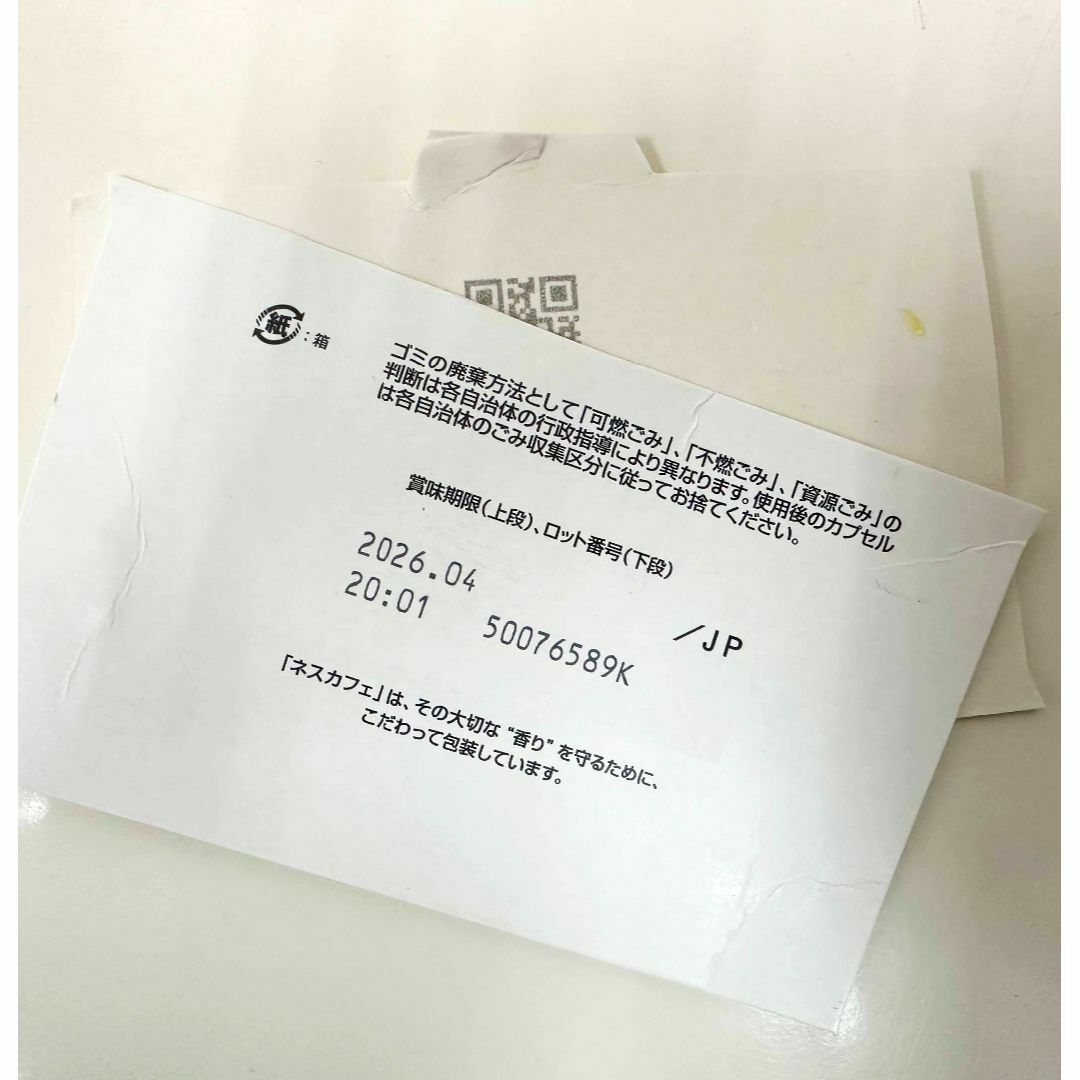 紙:箱
ゴミの廃棄方法として「可燃ごみ」、「不燃ごみ」、「資源ごみ」の
判断は各自治体の行政指導により異なります。使用後のカプセル
は各自治体のごみ収集区分に従ってお捨てください。
賞味期限(上段)、ロット番号(下段)
2026.04
/JP
20:01 50076589K
「ネスカフェ」は、その大切な“香り”を守るために、
こだわって包装しています。